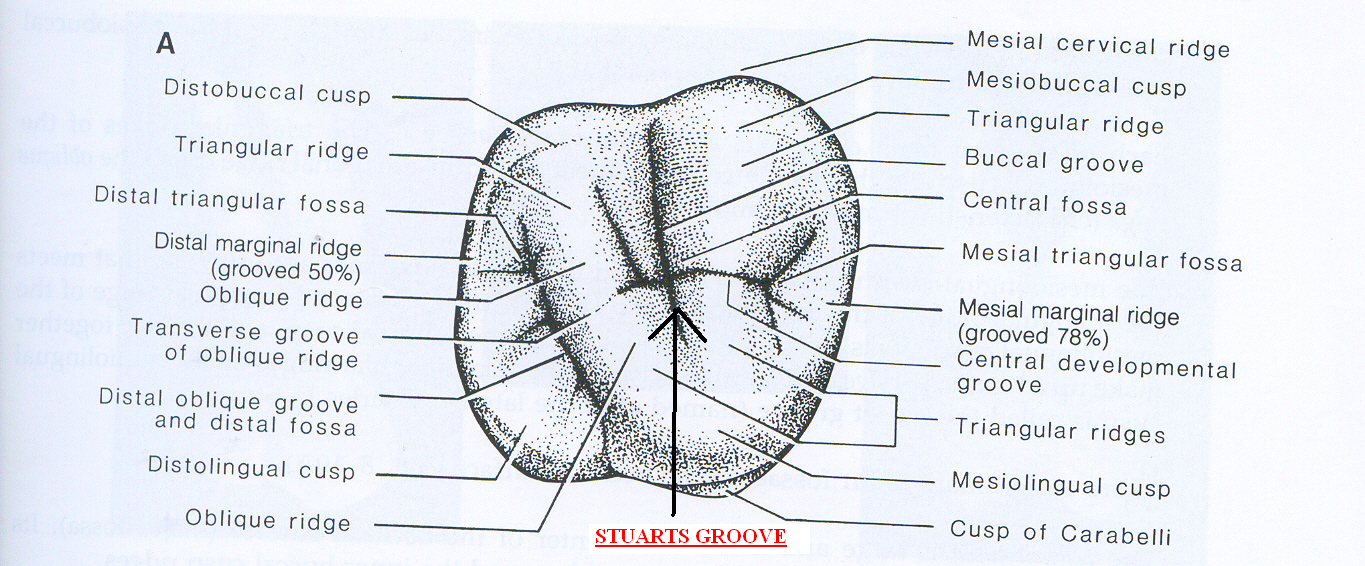 A
Distobuccal cusp
Triangular ridge
Distal triangular fossa
Distal marginal ridge
(grooved 50%)
Oblique ridge
Transverse groove
of oblique ridge
Distal oblique groove
and distal fossa
Distolingual cusp
Oblique ridge
Mesial cervical ridge
Mesiobuccal cusp
Triangular ridge
Buccal groove
Central fossa
Mesial triangular fossa
Mesial marginal ridge
(grooved 78%)
Central developmental
groove
Triangular ridges
Mesiolingual cusp
Cusp of Carabelli
STUARTS GROOVE